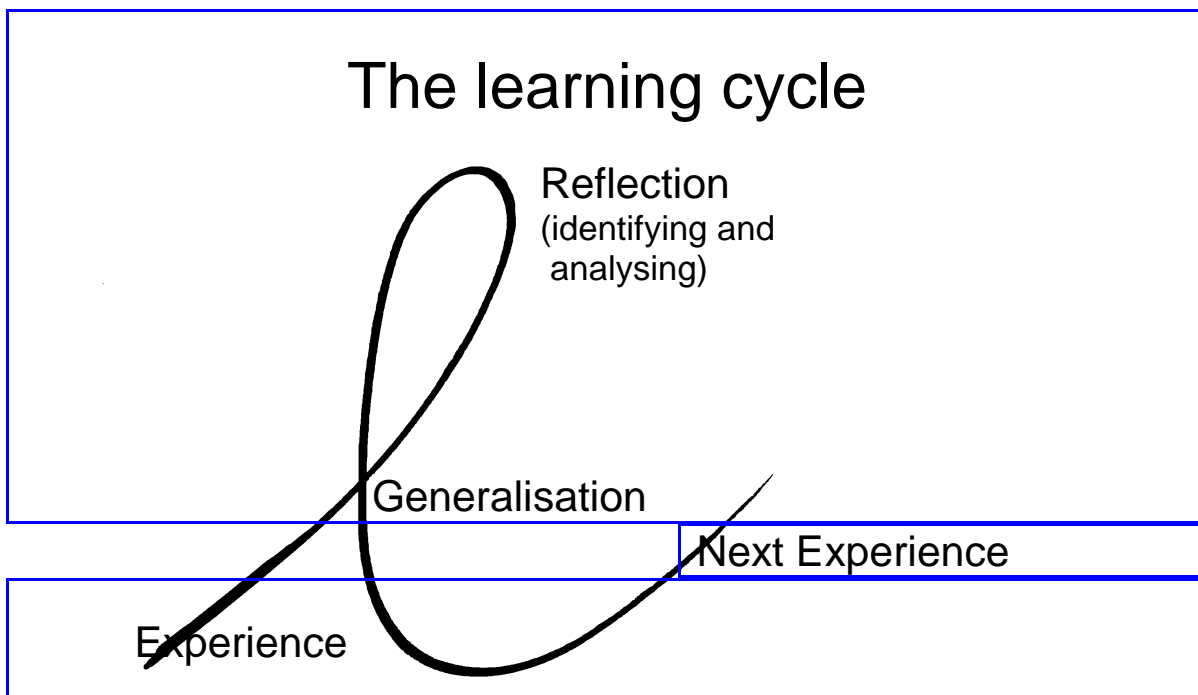 The learning cycle
Reflection
(identifying and
analysing)
Generalisation
Next Experience
Experience